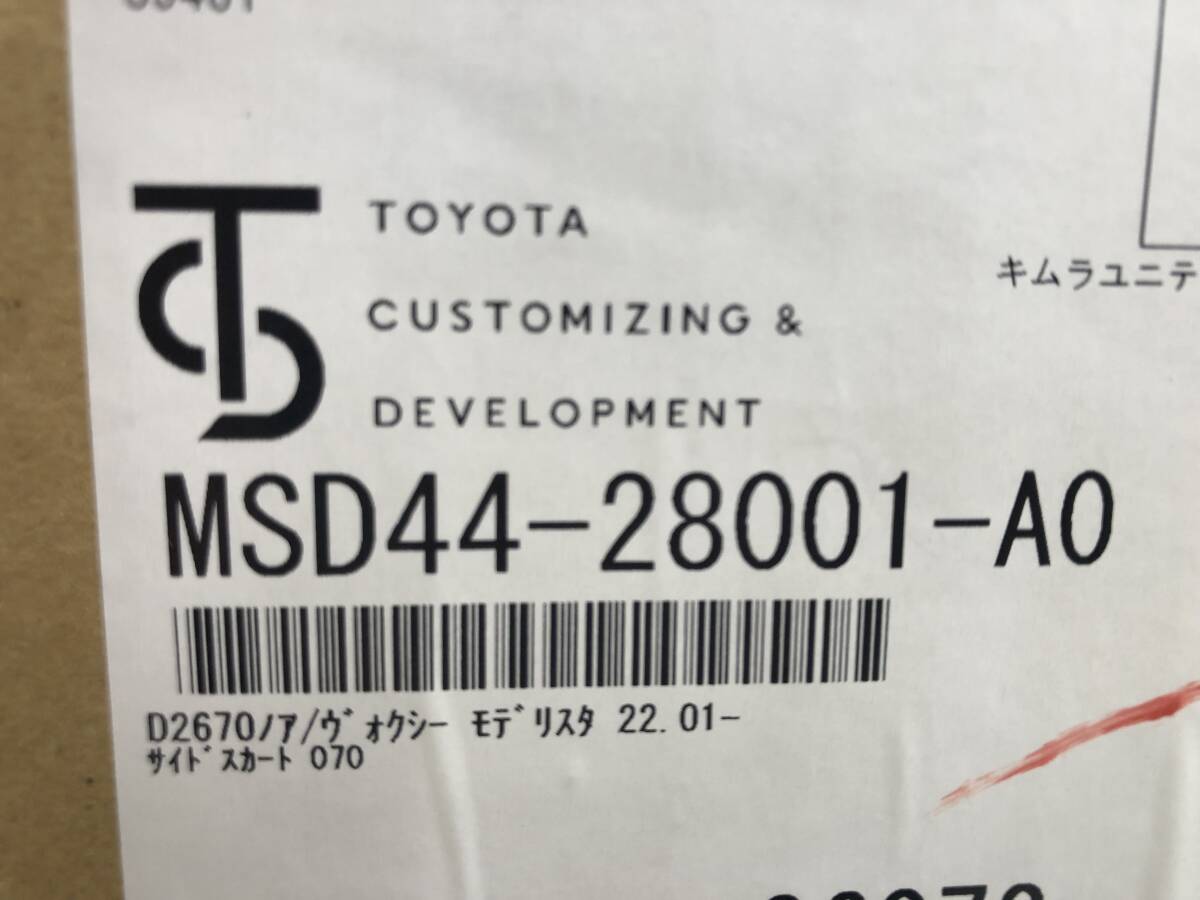 TOYOTA
CUSTOMIZING &
DEVELOPMENT
キムラユニテ
MSD44-28001-A0
D2670ﾉｱ/ｳﾞｫｸｼｰ ﾓﾃﾞﾘｽﾀ 22.01-
ｻｲﾄﾞｽｶｰﾄ 070